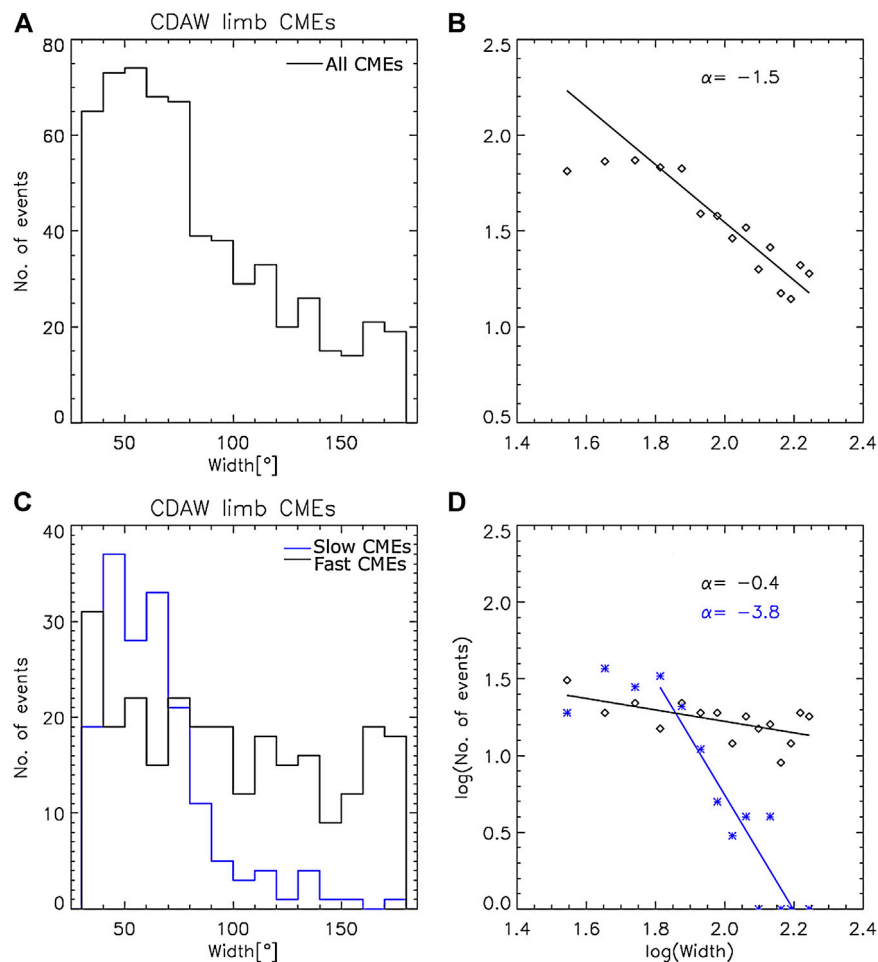 A
CDAW limb CMEs
80
60
40
20
0
No. of events
All CMEs
50
100
150
Width[°]
B
2.5
2.0
1.5
1.0
0.5
α= −1.5
1.4
1.6
1.8
2.0
2.2
2.4
C
CDAW limb CMEs
40
30
20
10
0
No. of events
Slow CMEs
Fast CMEs
50
100
150
Width[°]
D
2.5
2.0
1.5
1.0
0.5
0.0
log(No. of events)
α= −0.4
α= −3.8
1.4
1.6
1.8
2.0
2.2
2.4
log(Width)